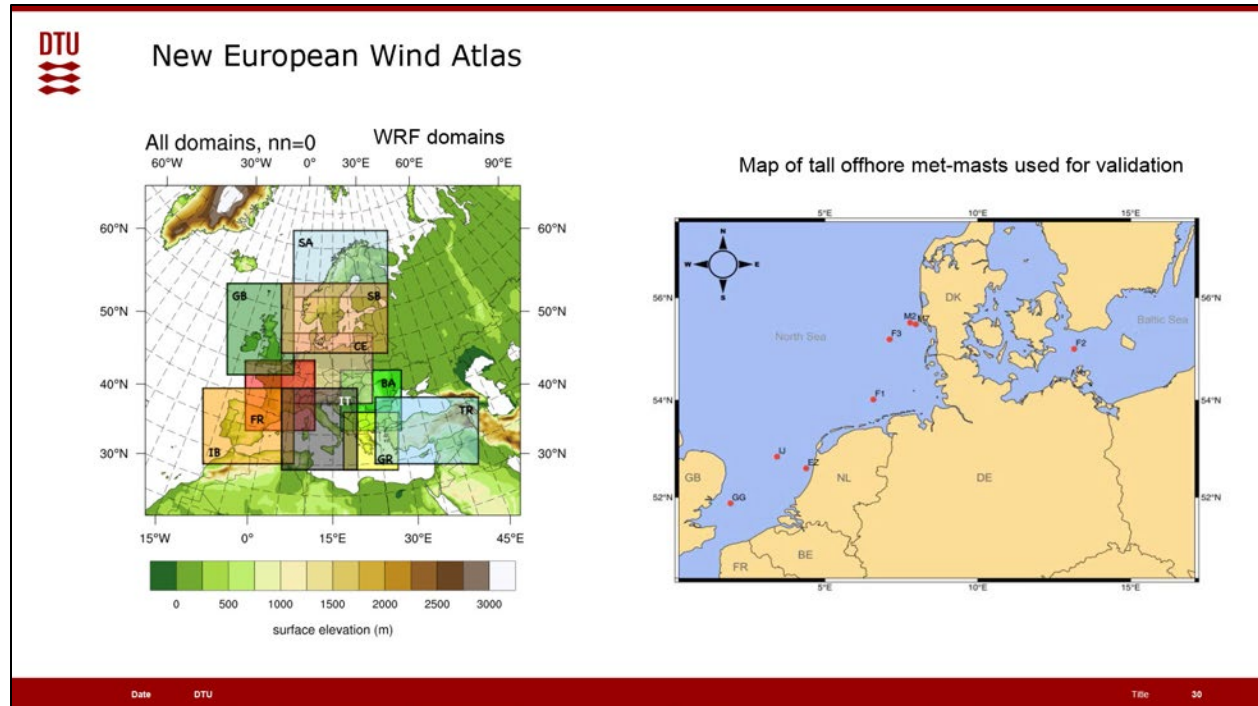 DTU
New European Wind Atlas
All domains, nn=0
WRF domains
60°W 30°W 0° 30°E 60°E 90°E
60°N 60°N
50°N 50°N
40°N 40°N
30°N 30°N
SA
GB SB
CE
BA
IT
FR TR
IB GR
15°W 0° 15°E 30°E 45°E
0 500 1000 1500 2000 2500 3000
surface elevation (m)
Map of tall offhore met-masts used for validation
5°E 10°E 15°E
N
W E
S
56°N 56°N
DK
M2 M7
North Sea
Baltic Sea
F3
F2
54°N 54°N
F1
IJ
EZ
GB NL DE
52°N 52°N
GG
BE
FR
5°E 10°E 15°E
Date DTU Title 30